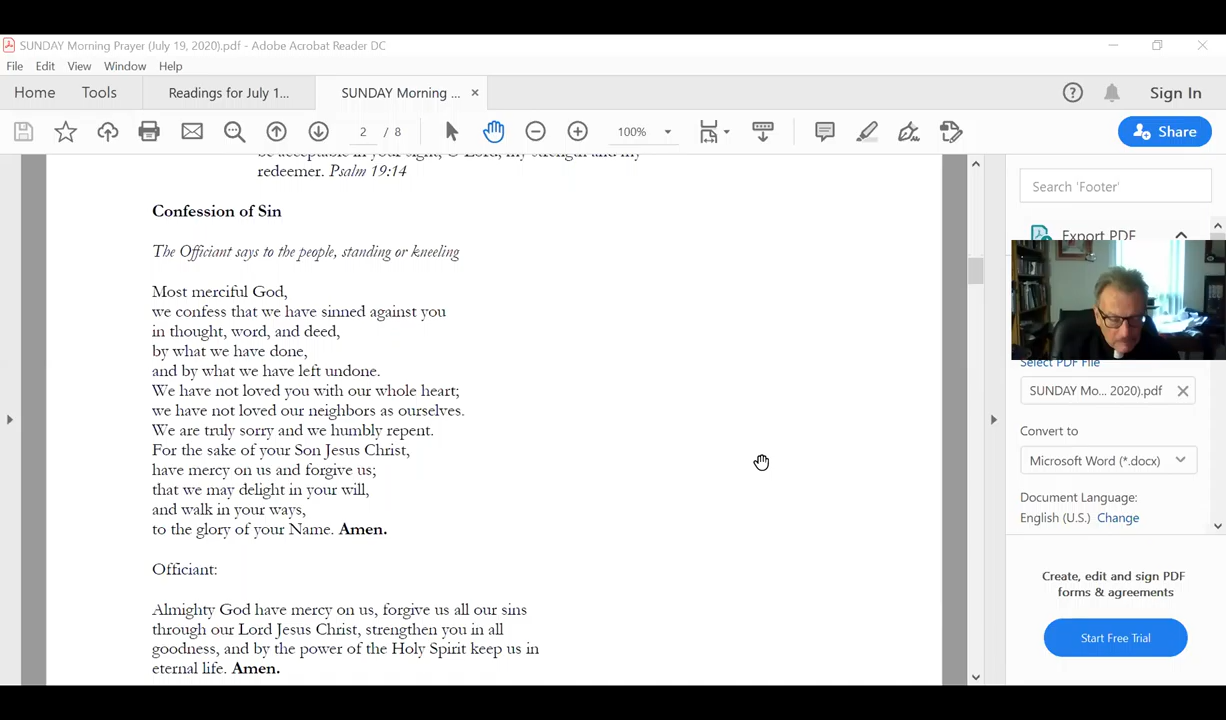 SUNDAY Morning Prayer (July 19, 2020).pdf - Adobe Acrobat Reader DC
File Edit View Window Help
Home Tools Readings for July 1... SUNDAY Morning ... ×
2 / 8 100% Share
? Sign In
be acceptable in your sight, O Lord, my strength and my
redeemer. Psalm 19:14
Confession of Sin
The Officiant says to the people, standing or kneeling
Most merciful God,
we confess that we have sinned against you
in thought, word, and deed,
by what we have done,
and by what we have left undone.
We have not loved you with our whole heart;
we have not loved our neighbors as ourselves.
We are truly sorry and we humbly repent.
For the sake of your Son Jesus Christ,
have mercy on us and forgive us;
that we may delight in your will,
and walk in your ways,
to the glory of your Name. Amen.
Officiant:
Almighty God have mercy on us, forgive us all our sins
through our Lord Jesus Christ, strengthen you in all
goodness, and by the power of the Holy Spirit keep us in
eternal life. Amen.
Search 'Footer'
Export PDF
Select PDF File
SUNDAY Mo... 2020).pdf
Convert to
Microsoft Word (*.docx)
Document Language:
English (U.S.) Change
Create, edit and sign PDF
forms & agreements
Start Free Trial